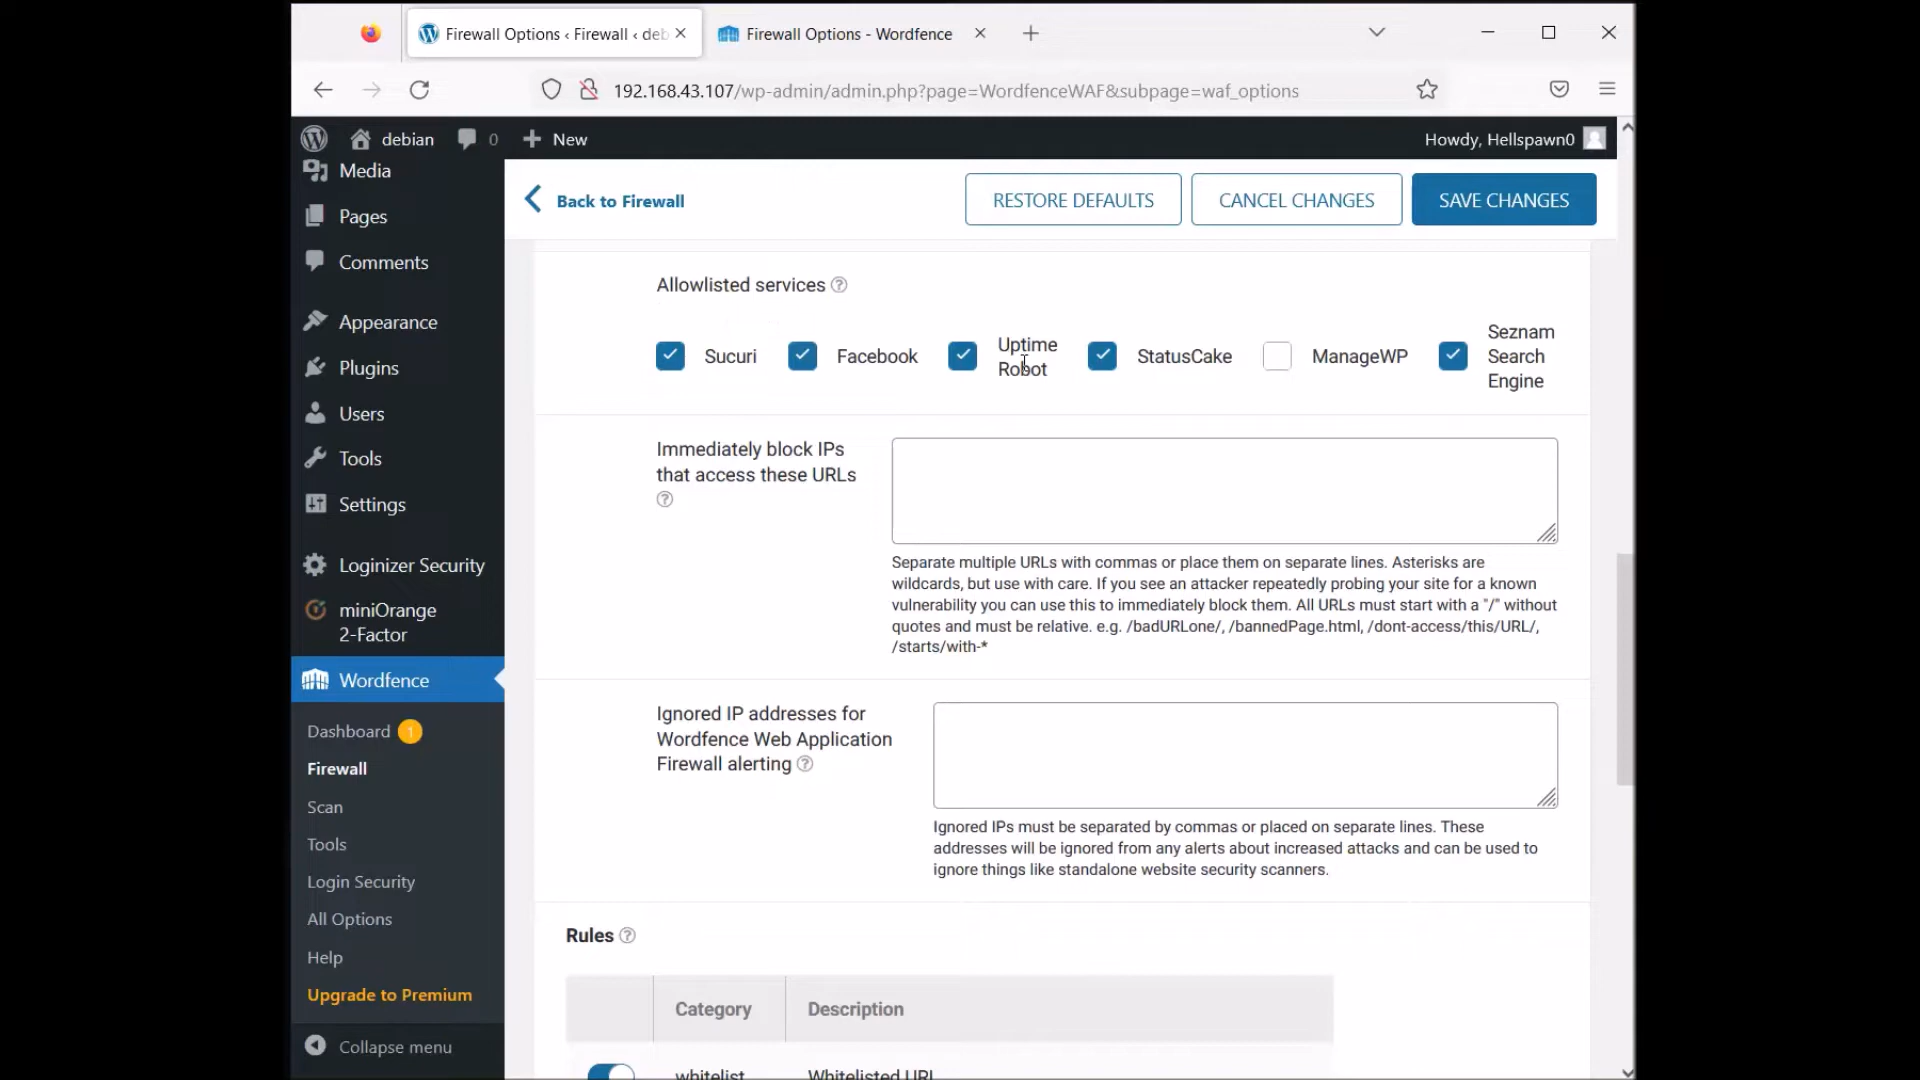 Firewall Options ‹ Firewall ‹ deb
Firewall Options - Wordfence
192.168.43.107/wp-admin/admin.php?page=WordfenceWAF&subpage=waf_options
debian
0
New
Howdy, Hellspawn0
Media
Pages
Comments
Appearance
Plugins
Users
Tools
Settings
Loginizer Security
miniOrange
2-Factor
Wordfence
Dashboard 1
Firewall
Scan
Tools
Login Security
All Options
Help
Upgrade to Premium
Collapse menu
Back to Firewall
RESTORE DEFAULTS
CANCEL CHANGES
SAVE CHANGES
Allowlisted services ?
Sucuri
Facebook
Uptime
Robot
StatusCake
ManageWP
Seznam
Search
Engine
Immediately block IPs
that access these URLs
?
Separate multiple URLs with commas or place them on separate lines. Asterisks are
wildcards, but use with care. If you see an attacker repeatedly probing your site for a known
vulnerability you can use this to immediately block them. All URLs must start with a "/" without
quotes and must be relative. e.g. /badURLone/, /bannedPage.html, /dont-access/this/URL/,
/starts/with-*
Ignored IP addresses for
Wordfence Web Application
Firewall alerting ?
Ignored IPs must be separated by commas or placed on separate lines. These
addresses will be ignored from any alerts about increased attacks and can be used to
ignore things like standalone website security scanners.
Rules ?
Category
Description
whitelist
Whitelisted URL